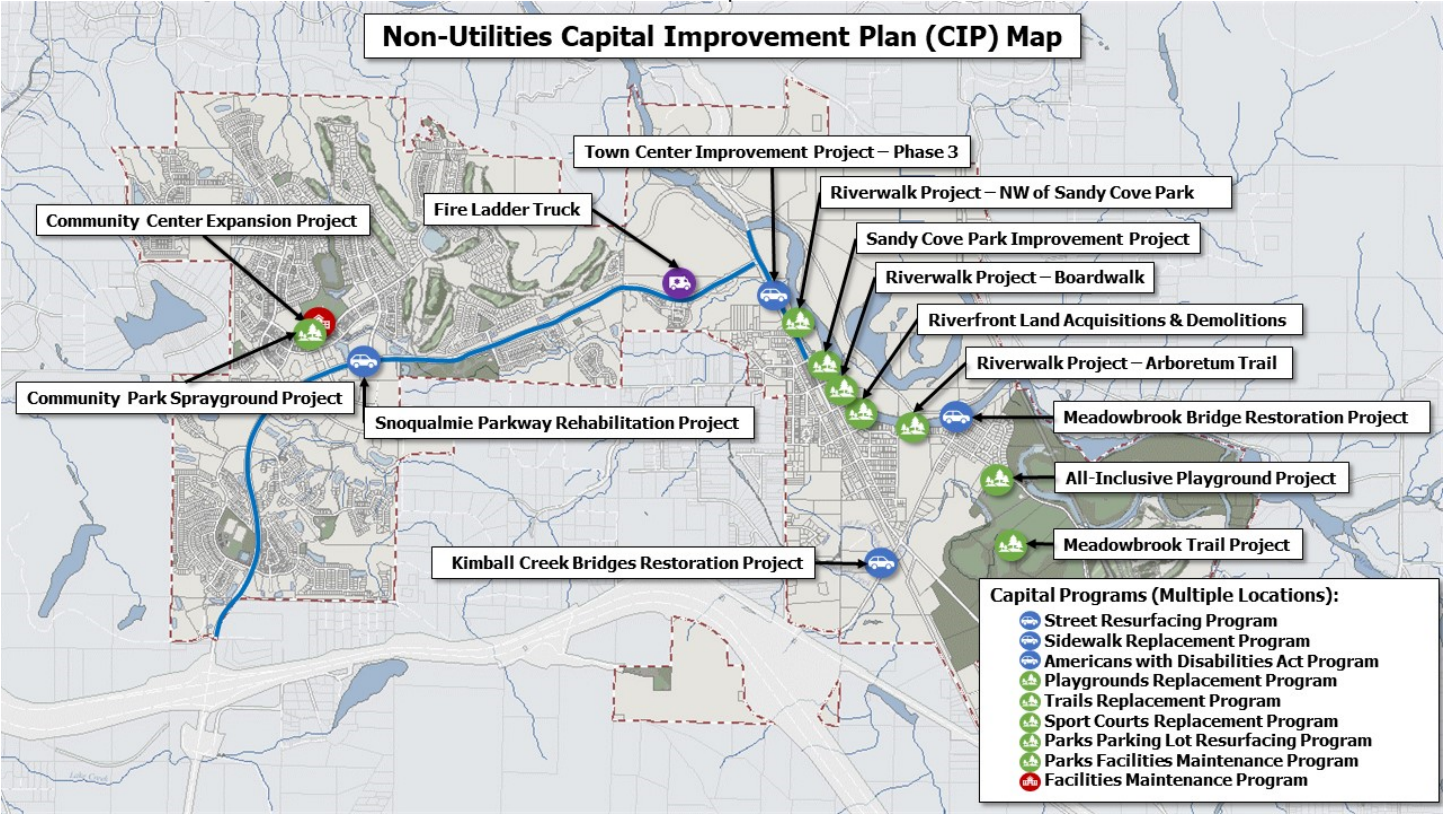 Non-Utilities Capital Improvement Plan (CIP) Map
Town Center Improvement Project – Phase 3
Riverwalk Project – NW of Sandy Cove Park
Fire Ladder Truck
Community Center Expansion Project
Sandy Cove Park Improvement Project
Riverwalk Project – Boardwalk
Riverfront Land Acquisitions & Demolitions
Riverwalk Project – Arboretum Trail
Community Park Sprayground Project
Snoqualmie Parkway Rehabilitation Project
Meadowbrook Bridge Restoration Project
All-Inclusive Playground Project
Meadowbrook Trail Project
Kimball Creek Bridges Restoration Project
Capital Programs (Multiple Locations):
Street Resurfacing Program
Sidewalk Replacement Program
Americans with Disabilities Act Program
Playgrounds Replacement Program
Trails Replacement Program
Sport Courts Replacement Program
Parks Parking Lot Resurfacing Program
Parks Facilities Maintenance Program
Facilities Maintenance Program